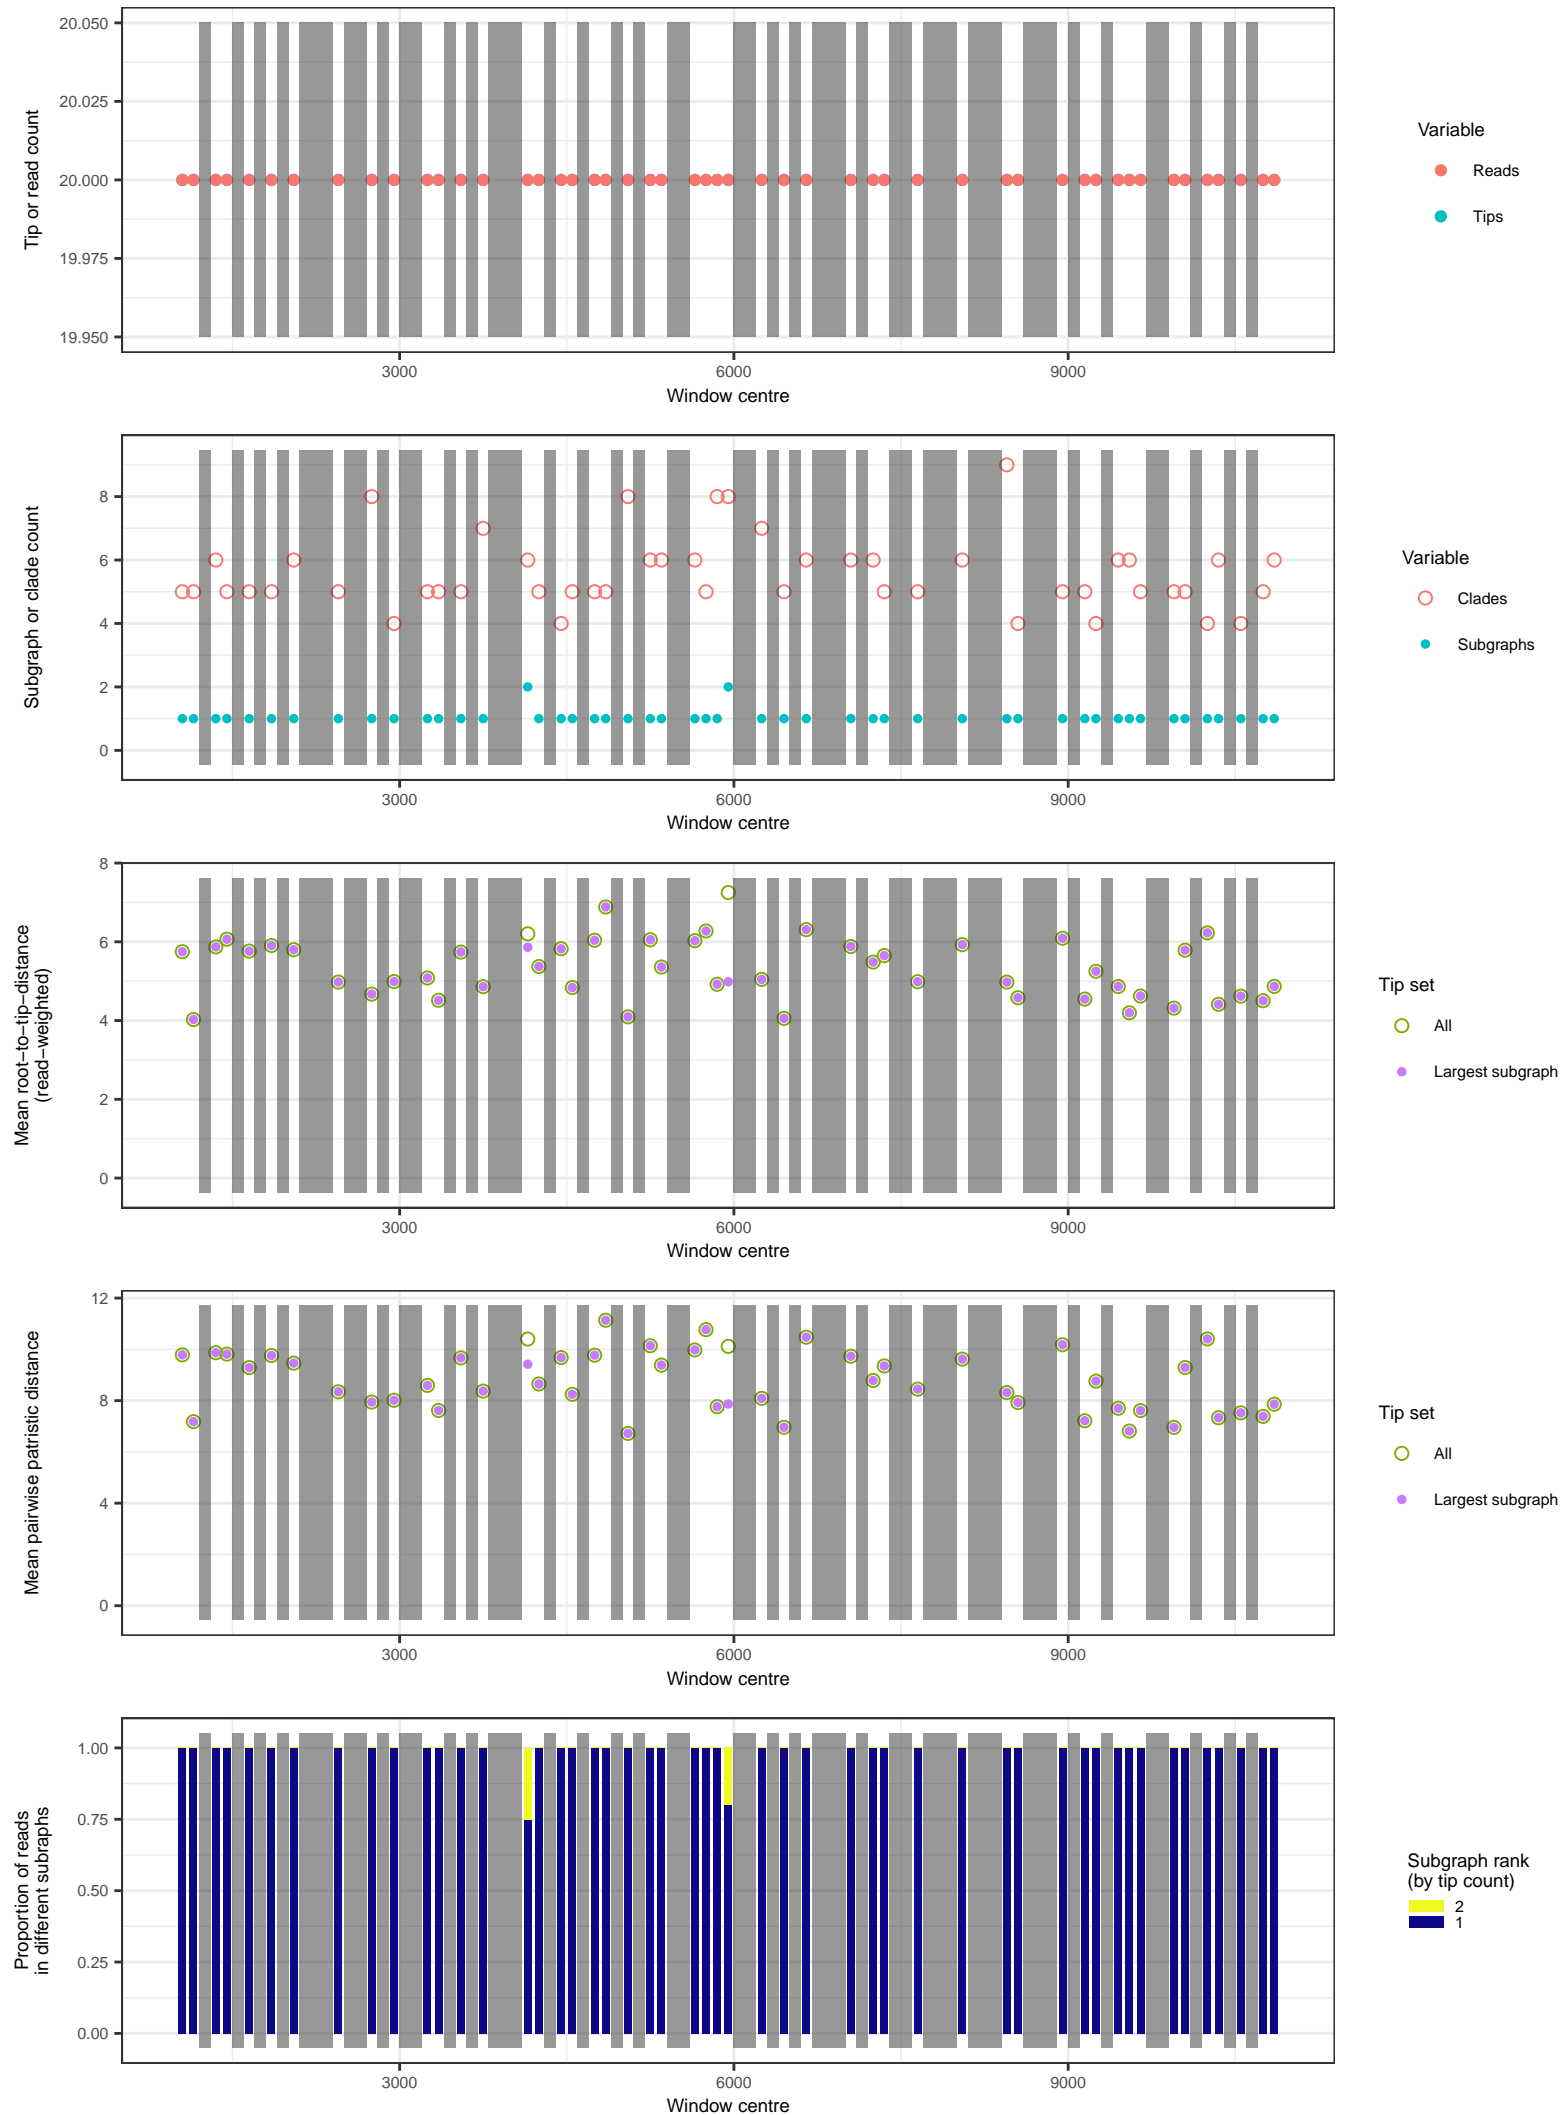 20.050
20.025
20.000
19.975
19.950
Tip or read count
3000
6000
9000
Window centre
Variable
Reads
Tips
8
6
4
2
0
Subgraph or clade count
3000
6000
9000
Window centre
Variable
Clades
Subgraphs
8
6
4
2
0
Mean root−to−tip−distance
(read−weighted)
3000
6000
9000
Window centre
Tip set
All
Largest subgraph
12
8
4
0
Mean pairwise patristic distance
3000
6000
9000
Window centre
Tip set
All
Largest subgraph
1.00
0.75
0.50
0.25
0.00
Proportion of reads
in different subraphs
3000
6000
9000
Window centre
Subgraph rank
(by tip count)
2
1